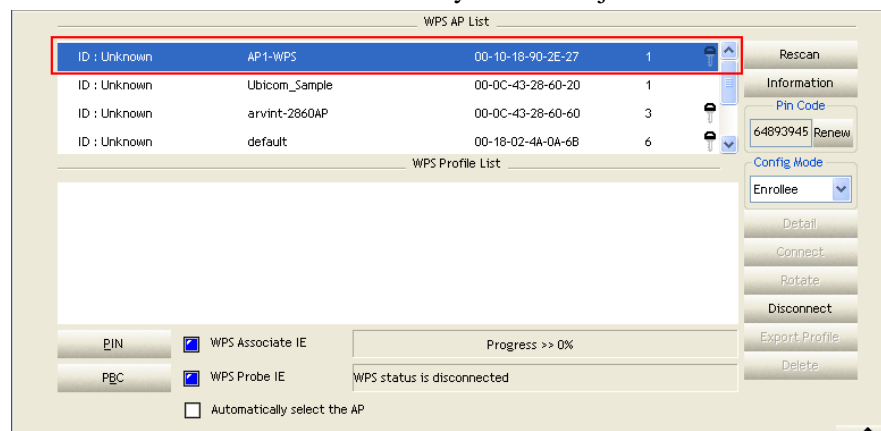 WPS AP List
ID : Unknown AP1-WPS 00-10-18-90-2E-27 1
ID : Unknown Ubicom_Sample 00-0C-43-28-60-20 1
ID : Unknown arvint-2860AP 00-0C-43-28-60-60 3
ID : Unknown default 00-18-02-4A-0A-6B 6
Rescan
Information
Pin Code
64893945 Renew
Config Mode
Enrollee
Detail
Connect
Rotate
Disconnect
Export Profile
Delete
WPS Profile List
PIN WPS Associate IE Progress >> 0%
PBC WPS Probe IE WPS status is disconnected
Automatically select the AP